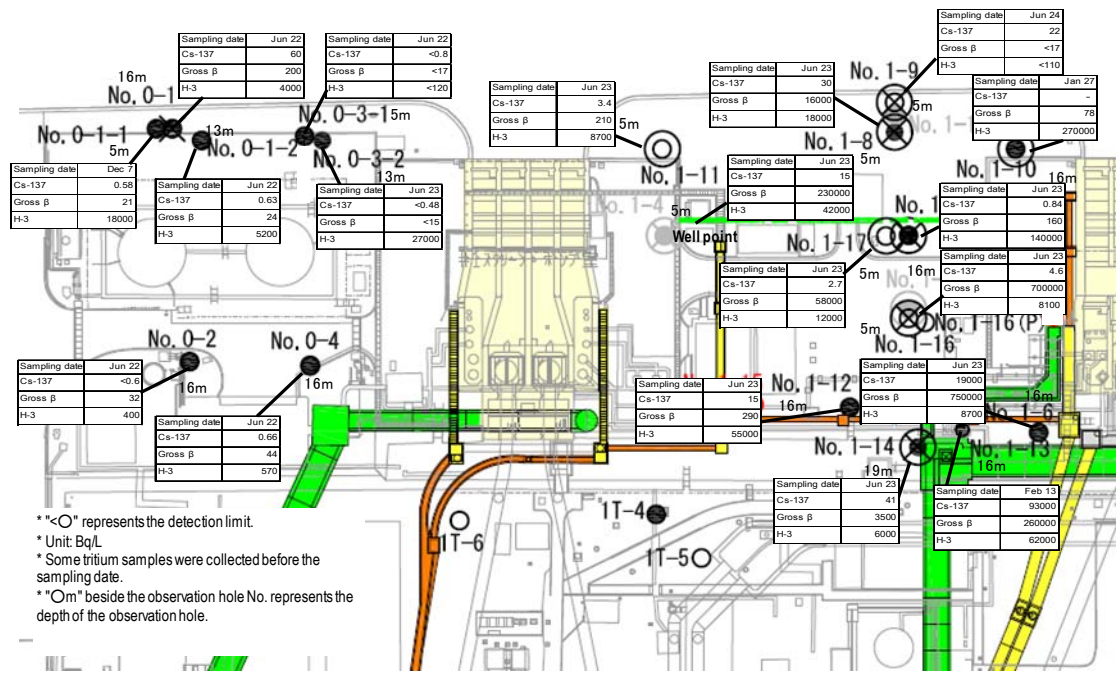 Sampling date Jun 22
Cs-137 60
Gross β 200
H-3 4000
Sampling date Jun 22
Cs-137 <0.8
Gross β <17
H-3 <120
Sampling date Jun 24
Cs-137 22
Gross β <17
H-3 <110
Sampling date Jun 23
Cs-137 30
Gross β 16000
H-3 18000
Sampling date Jan 27
Cs-137 -
Gross β 78
H-3 270000
Sampling date Jun 23
Cs-137 3.4
Gross β 210
H-3 8700
16m
No. 0-1
No. 0-1-1
5m
13m
No. 0-1-2
No. 0-3-1
5m
No. 0-3-2
13m
5m
No. 1-11
No. 1-9
5m
No. 1-8
5m
No. 1-10
16m
Sampling date Dec 7
Cs-137 0.58
Gross β 21
H-3 18000
Sampling date Jun 22
Cs-137 0.63
Gross β 24
H-3 5200
Sampling date Jun 23
Cs-137 <0.48
Gross β <15
H-3 27000
Sampling date Jun 23
Cs-137 15
Gross β 230000
H-3 42000
Sampling date Jun 23
Cs-137 0.84
Gross β 160
H-3 140000
No. 1-4
5m
Well point
No. 1
No. 1-17
5m
16m
Sampling date Jun 23
Cs-137 2.7
Gross β 58000
H-3 12000
Sampling date Jun 23
Cs-137 4.6
Gross β 700000
H-3 8100
5m
No. 1-16 (P)
No. 1-16
No. 0-2
16m
No. 0-4
16m
Sampling date Jun 22
Cs-137 <0.6
Gross β 32
H-3 400
Sampling date Jun 22
Cs-137 0.66
Gross β 44
H-3 570
Sampling date Jun 23
Cs-137 15
Gross β 290
H-3 55000
No. 1-12
16m
Sampling date Jun 23
Cs-137 19000
Gross β 750000
H-3 8700
16m
No. 1-6
No. 1-13
16m
No. 1-14
19m
Sampling date Jun 23
Cs-137 41
Gross β 3500
H-3 6000
Sampling date Feb 13
Cs-137 93000
Gross β 260000
H-3 62000
1T-6
1T-4
1T-5
* "<O" represents the detection limit.
* Unit: Bq/L
* Some tritium samples were collected before the
sampling date.
* "Om" beside the observation hole No. represents the
depth of the observation hole.